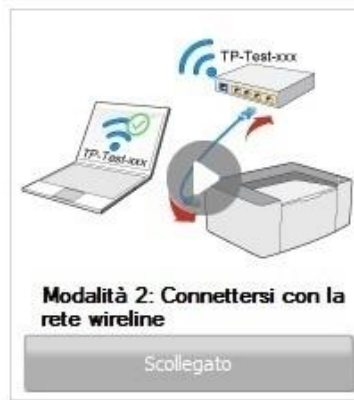 TP-Test-xxx
TP-Test-xxx
Modalità 2: Connettersi con la
rete wireline
Scollegato